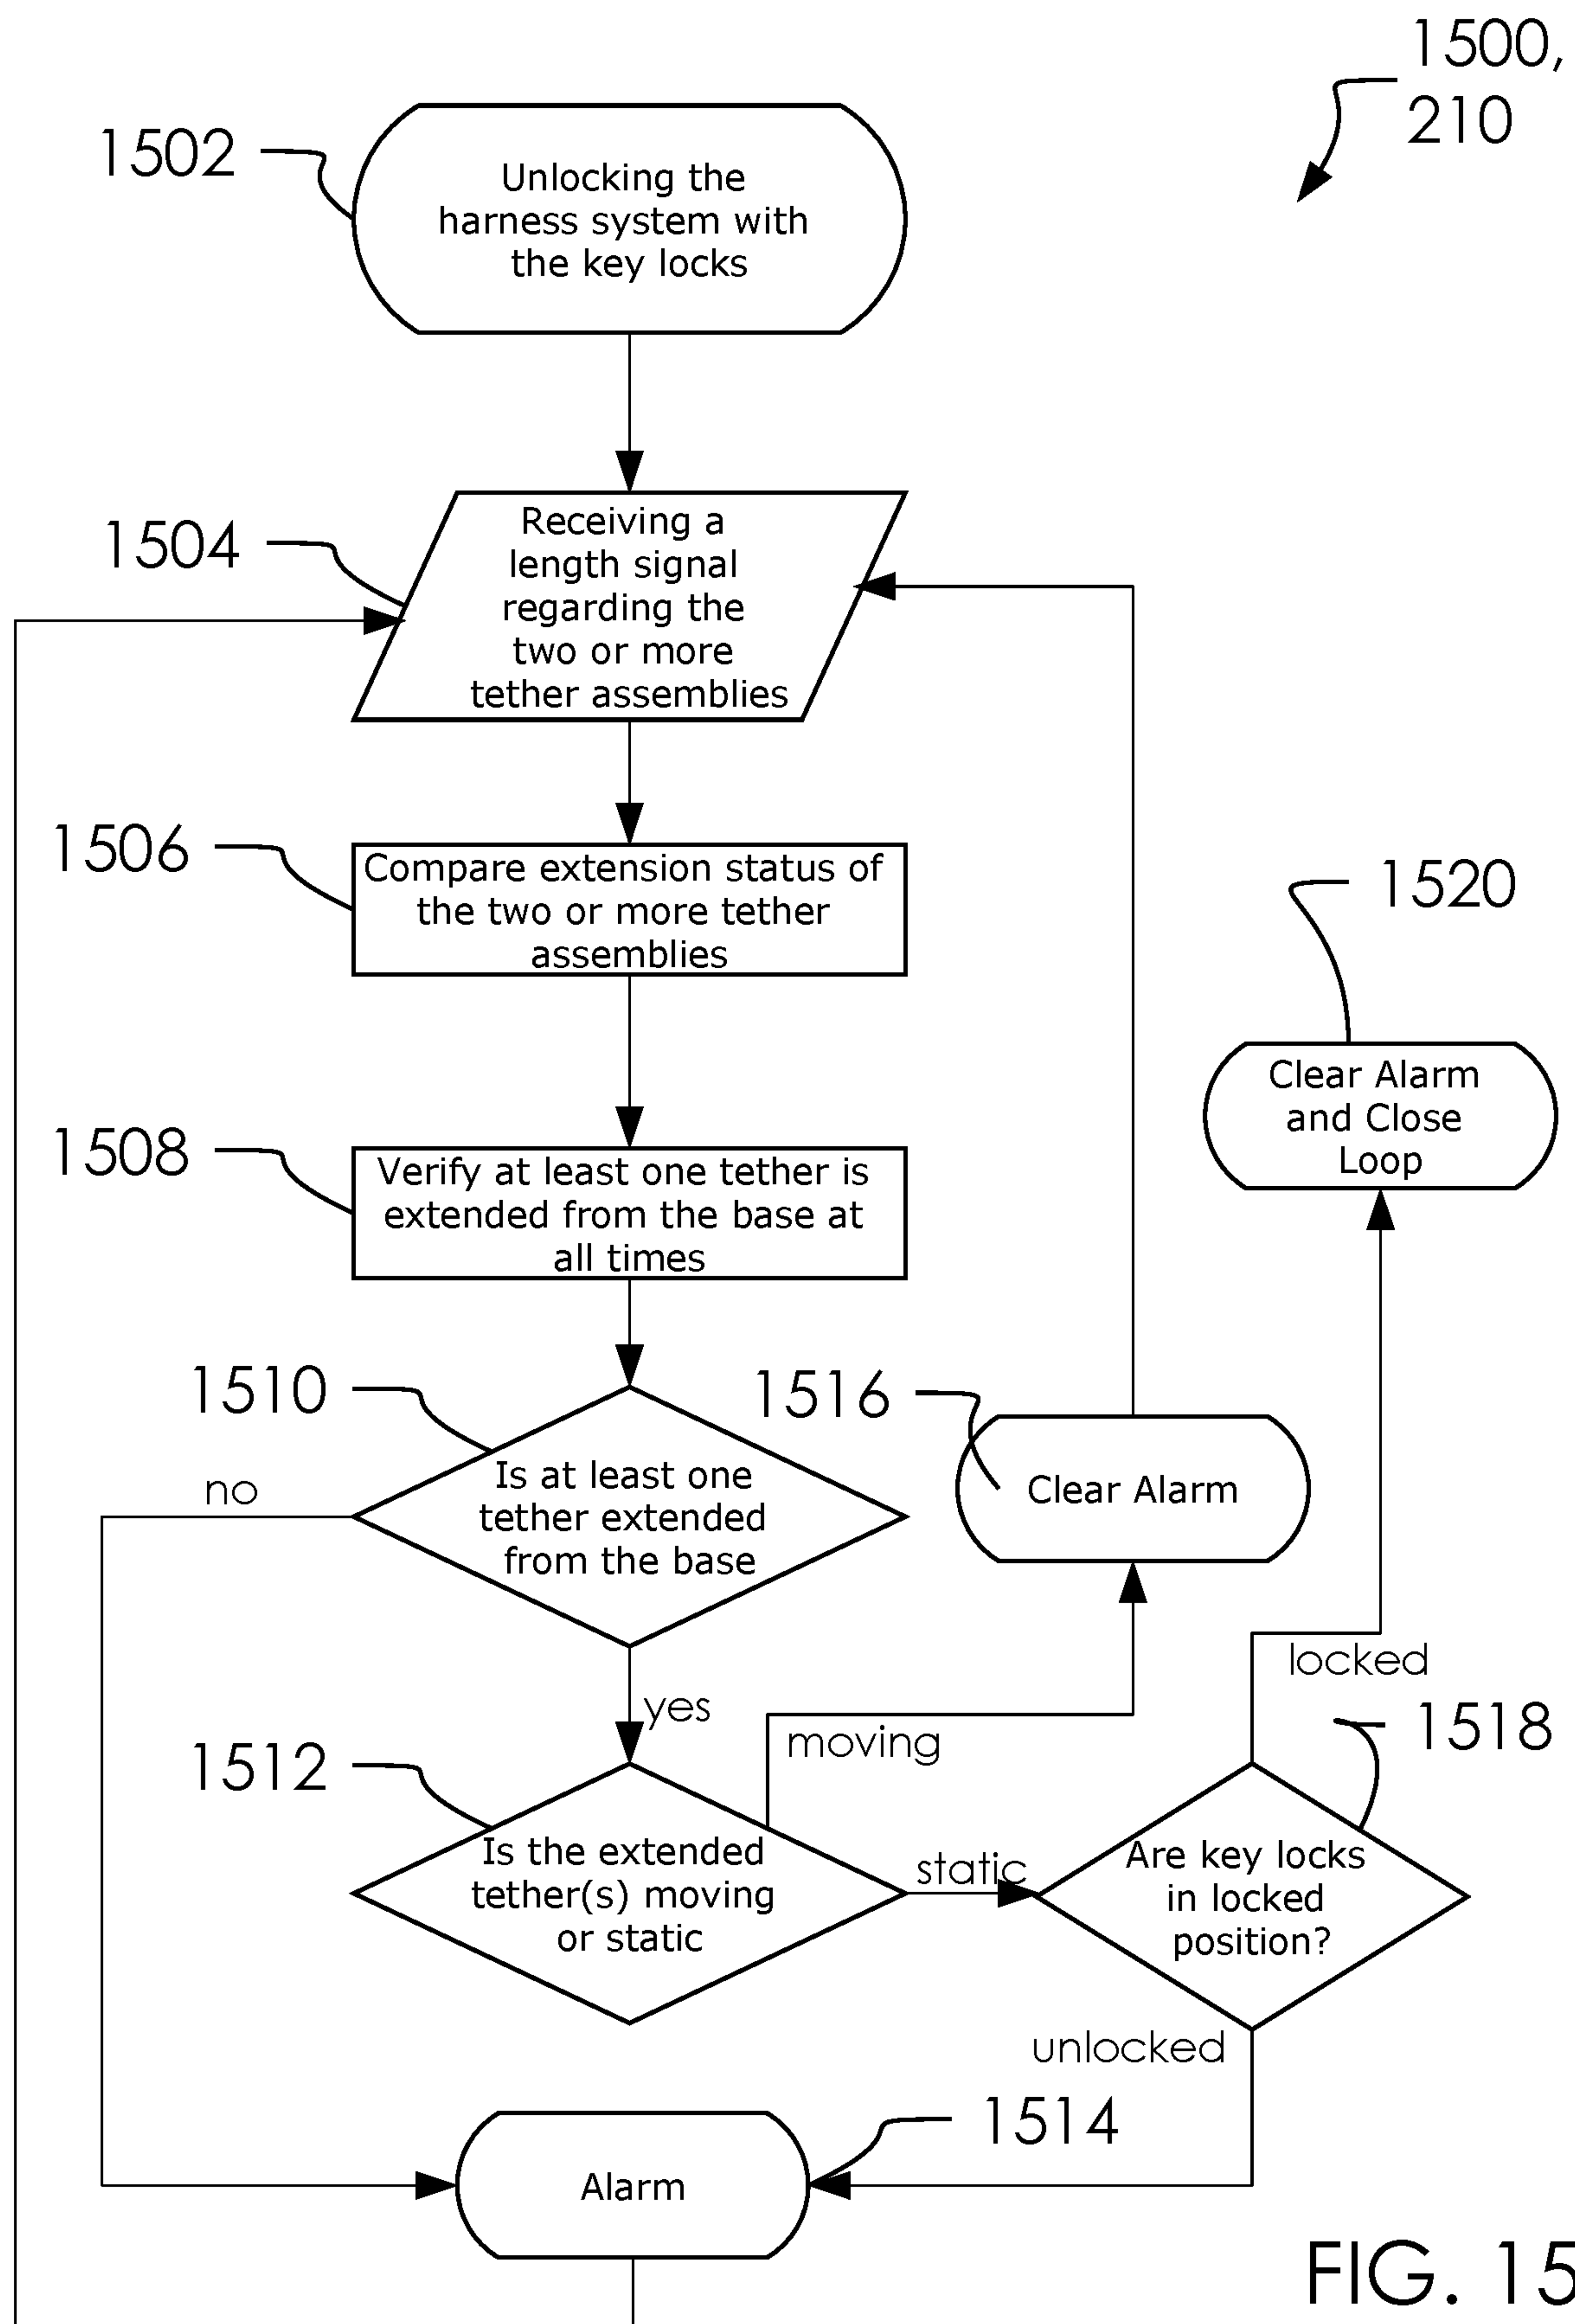 1500,
210
1502
Unlocking the
harness system with
the key locks
1504
Receiving a
length signal
regarding the
two or more
tether assemblies
1506
Compare extension status of
the two or more tether
assemblies
1520
Clear Alarm
and Close
Loop
1508
Verify at least one tether is
extended from the base at
all times
1510
Is at least one
tether extended
from the base
no
yes
1516
Clear Alarm
locked
moving
1518
1512
Is the extended
tether(s) moving
or static
static
Are key locks
in locked
position?
unlocked
1514
Alarm
FIG. 15